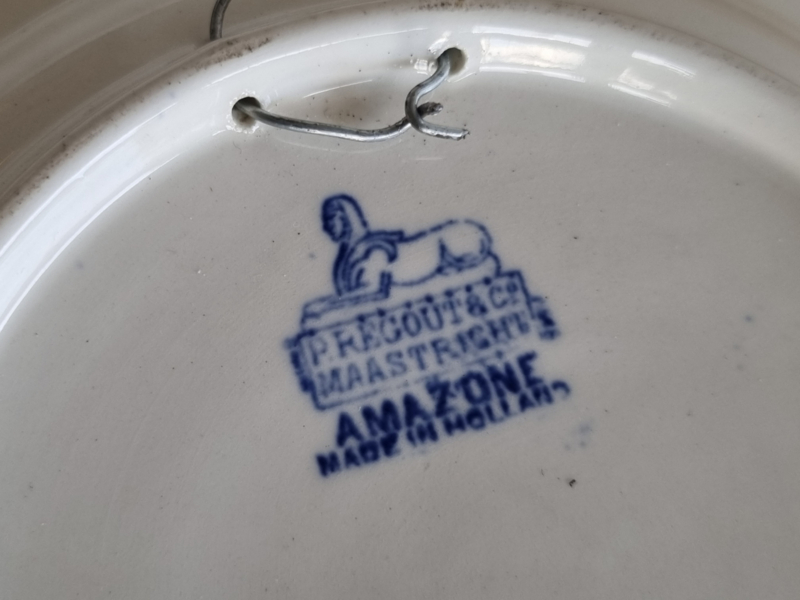 P. REGOUT & Co.
MAASTRICHT
AMAZONE
MADE IN HOLLAND